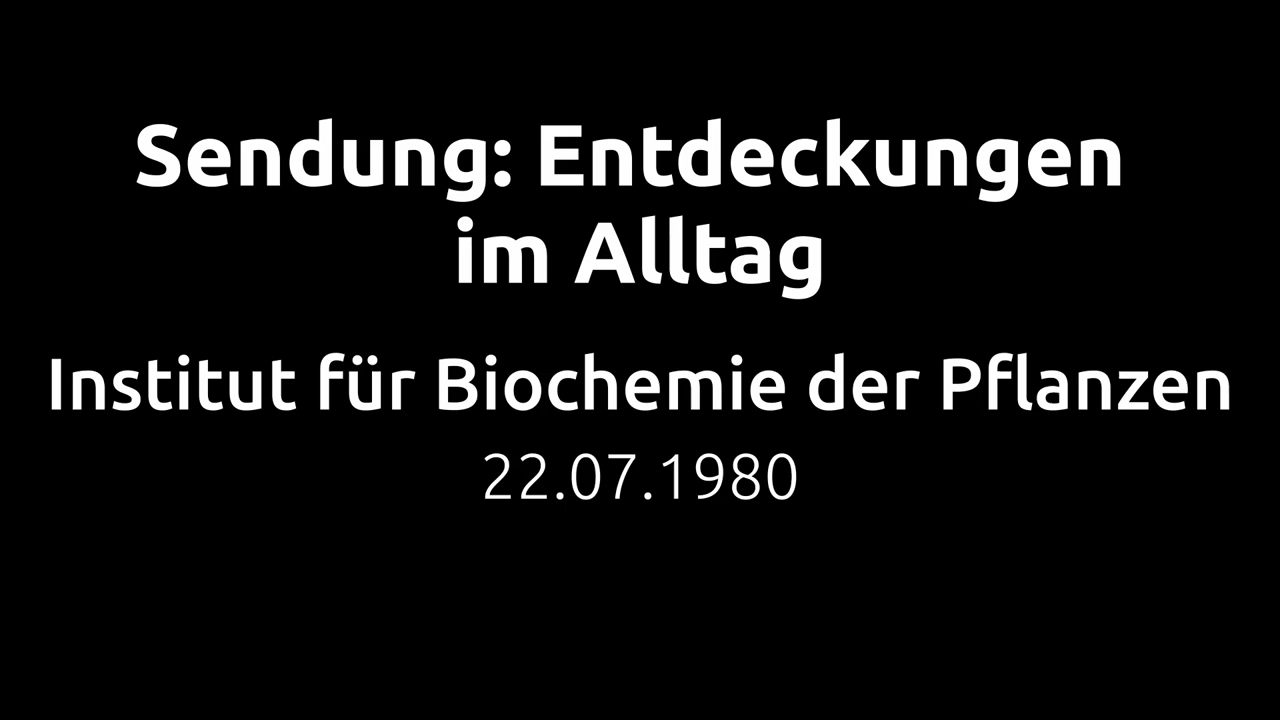 Sendung: Entdeckungen
im Alltag
Institut für Biochemie der Pflanzen
22.07.1980